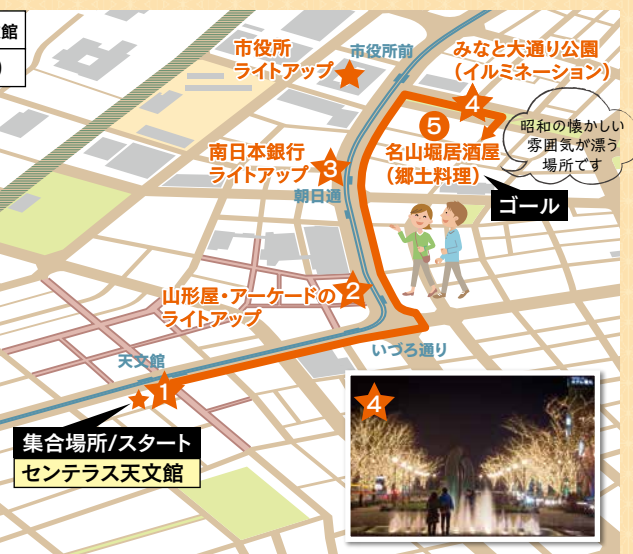 館
市役所
ライトアップ
市役所前
みなと大通り公園
（イルミネーション）
4
5
昭和の懐かしい
雰囲気が漂う
場所です
名山堀居酒屋
（郷土料理）
ゴール
南日本銀行
ライトアップ
3
朝日通
山形屋・アーケードの
ライトアップ
2
いづろ通り
天文館
1
集合場所/スタート
センテラス天文館
4